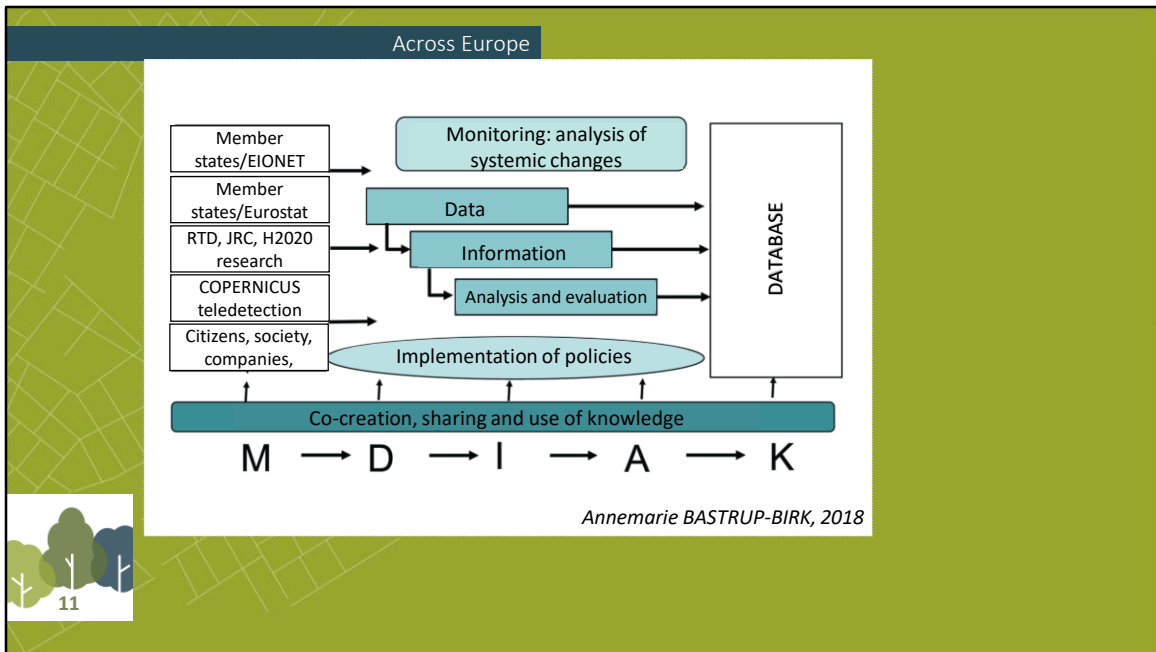 Across Europe
Member
states/EIONET
Member
states/Eurostat
RTD, JRC, H2020
research
COPERNICUS
teledetection
Citizens, society,
companies,
Monitoring: analysis of
systemic changes
Data
Information
Analysis and evaluation
Implementation of policies
DATABASE
Co-creation, sharing and use of knowledge
M D I A K
Annemarie BASTRUP-BIRK, 2018
11